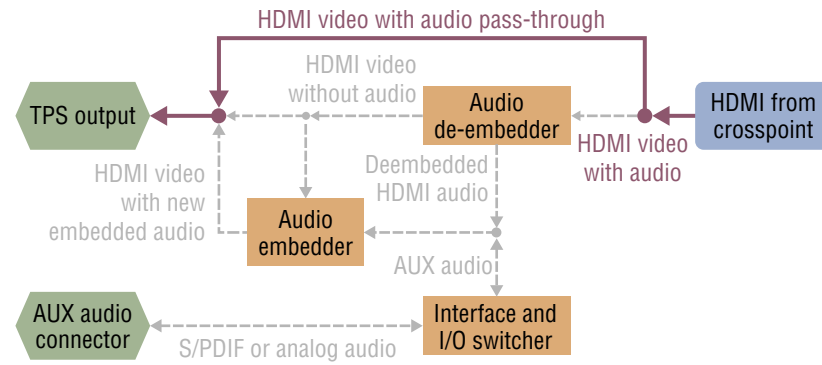 HDMI video with audio pass-through
TPS output
HDMI video
without audio
Audio
de-embedder
HDMI from
crosspoint
HDMI video
with audio
Deembedded
HDMI audio
HDMI video
with new
embedded audio
Audio
embedder
AUX audio
AUX audio
connector
S/PDIF or analog audio
Interface and
I/O switcher